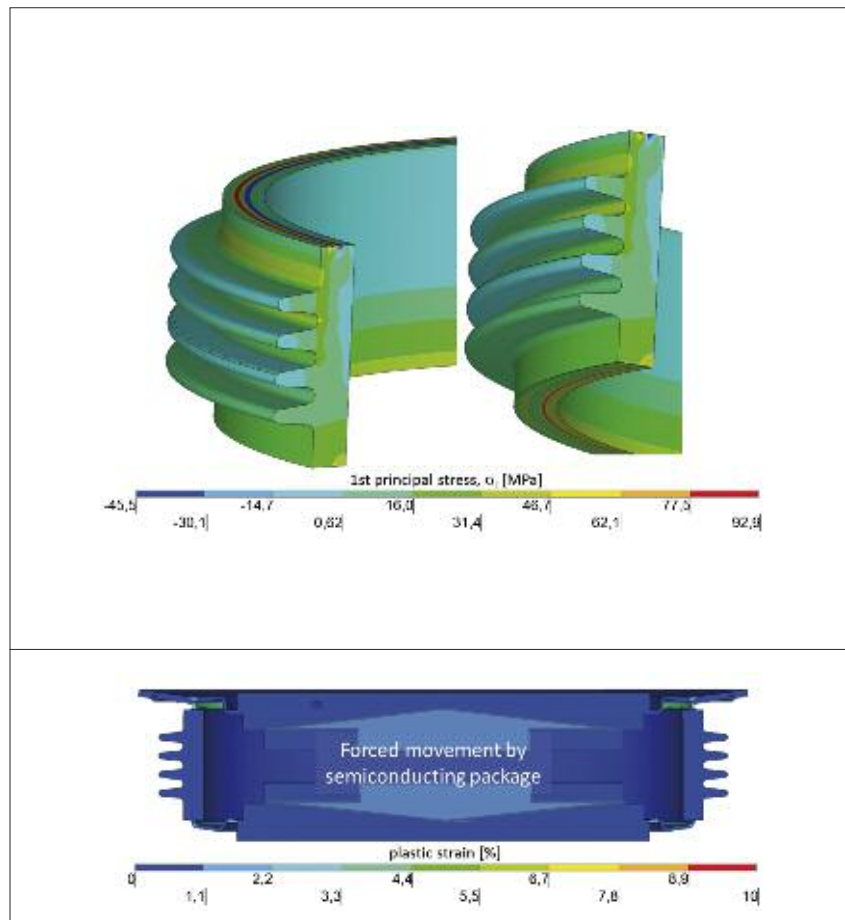 1st principal stress, σ₁ [MPa]
-45,5 -14,7 16,0 46,7 77,5
-30,1 0,62 31,4 62,1 92,9
Forced movement by
semiconducting package
plastic strain [%]
0 2,2 4,4 6,7 8,9
1,1 3,3 5,5 7,8 10